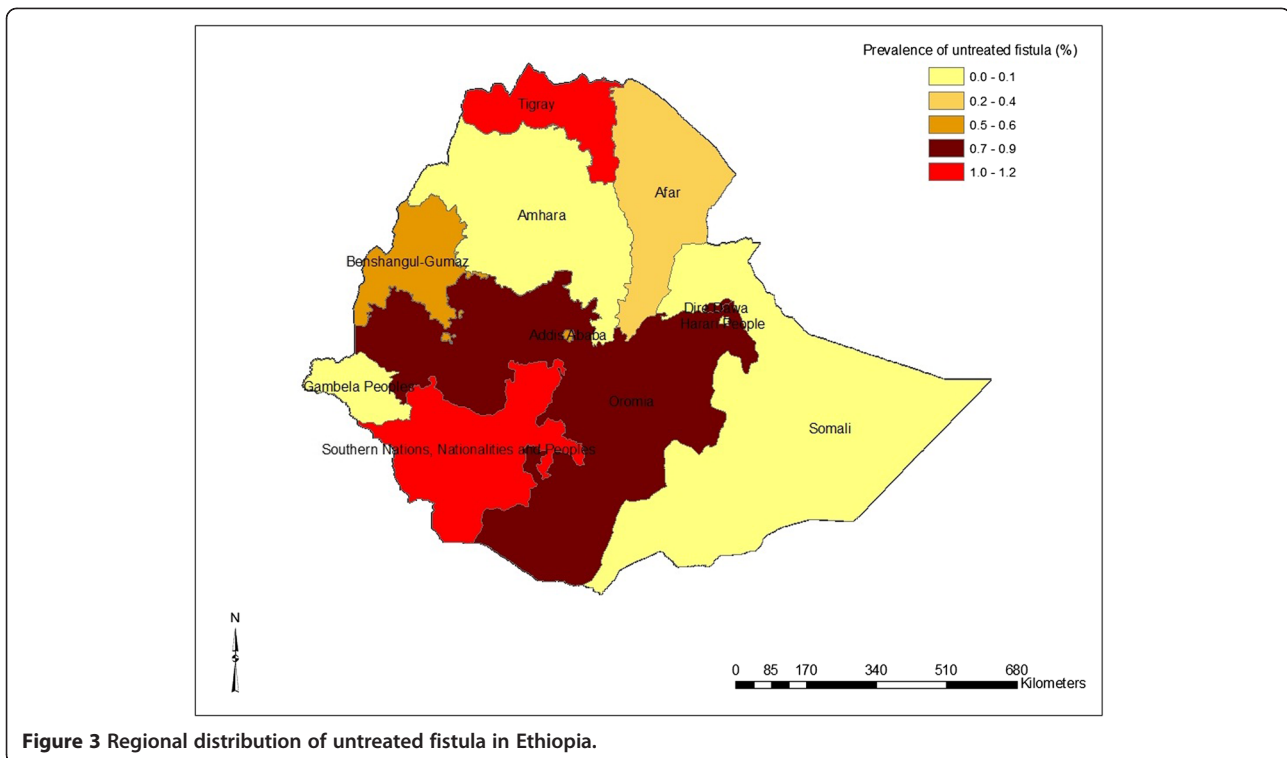 Prevalence of untreated fistula (%)
0.0 - 0.1
0.2 - 0.4
0.5 - 0.6
0.7 - 0.9
1.0 - 1.2
Tigray
Afar
Amhara
Benshangul-Gumaz
Dire Dawa
Harari People
Addis Ababa
Gambela Peoples
Oromia
Somali
Southern Nations, Nationalities and Peoples
N
S
0 85 170 340 510 680
Kilometers
Figure 3 Regional distribution of untreated fistula in Ethiopia.